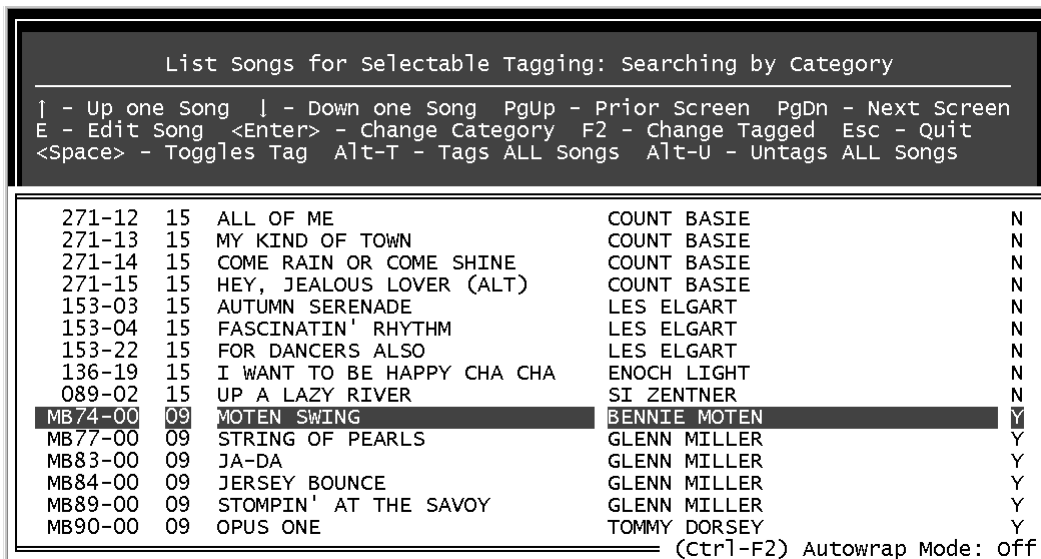 List Songs for Selectable Tagging: Searching by Category
↑ - Up one Song ↓ - Down one Song PgUp - Prior Screen PgDn - Next Screen
E - Edit Song <Enter> - Change Category F2 - Change Tagged Esc - Quit
<Space> - Toggles Tag Alt-T - Tags ALL Songs Alt-U - Untags ALL Songs
271-12 15 ALL OF ME COUNT BASIE N
271-13 15 MY KIND OF TOWN COUNT BASIE N
271-14 15 COME RAIN OR COME SHINE COUNT BASIE N
271-15 15 HEY, JEALOUS LOVER (ALT) COUNT BASIE N
153-03 15 AUTUMN SERENADE LES ELGART N
153-04 15 FASCINATIN' RHYTHM LES ELGART N
153-22 15 FOR DANCERS ALSO LES ELGART N
136-19 15 I WANT TO BE HAPPY CHA CHA ENOCH LIGHT N
089-02 15 UP A LAZY RIVER SI ZENTNER N
MB74-00 09 MOTEN SWING BENNIE MOTEN Y
MB77-00 09 STRING OF PEARLS GLENN MILLER Y
MB83-00 09 JA-DA GLENN MILLER Y
MB84-00 09 JERSEY BOUNCE GLENN MILLER Y
MB89-00 09 STOMPIN' AT THE SAVOY GLENN MILLER Y
MB90-00 09 OPUS ONE TOMMY DORSEY Y
(Ctrl-F2) Autowrap Mode: Off